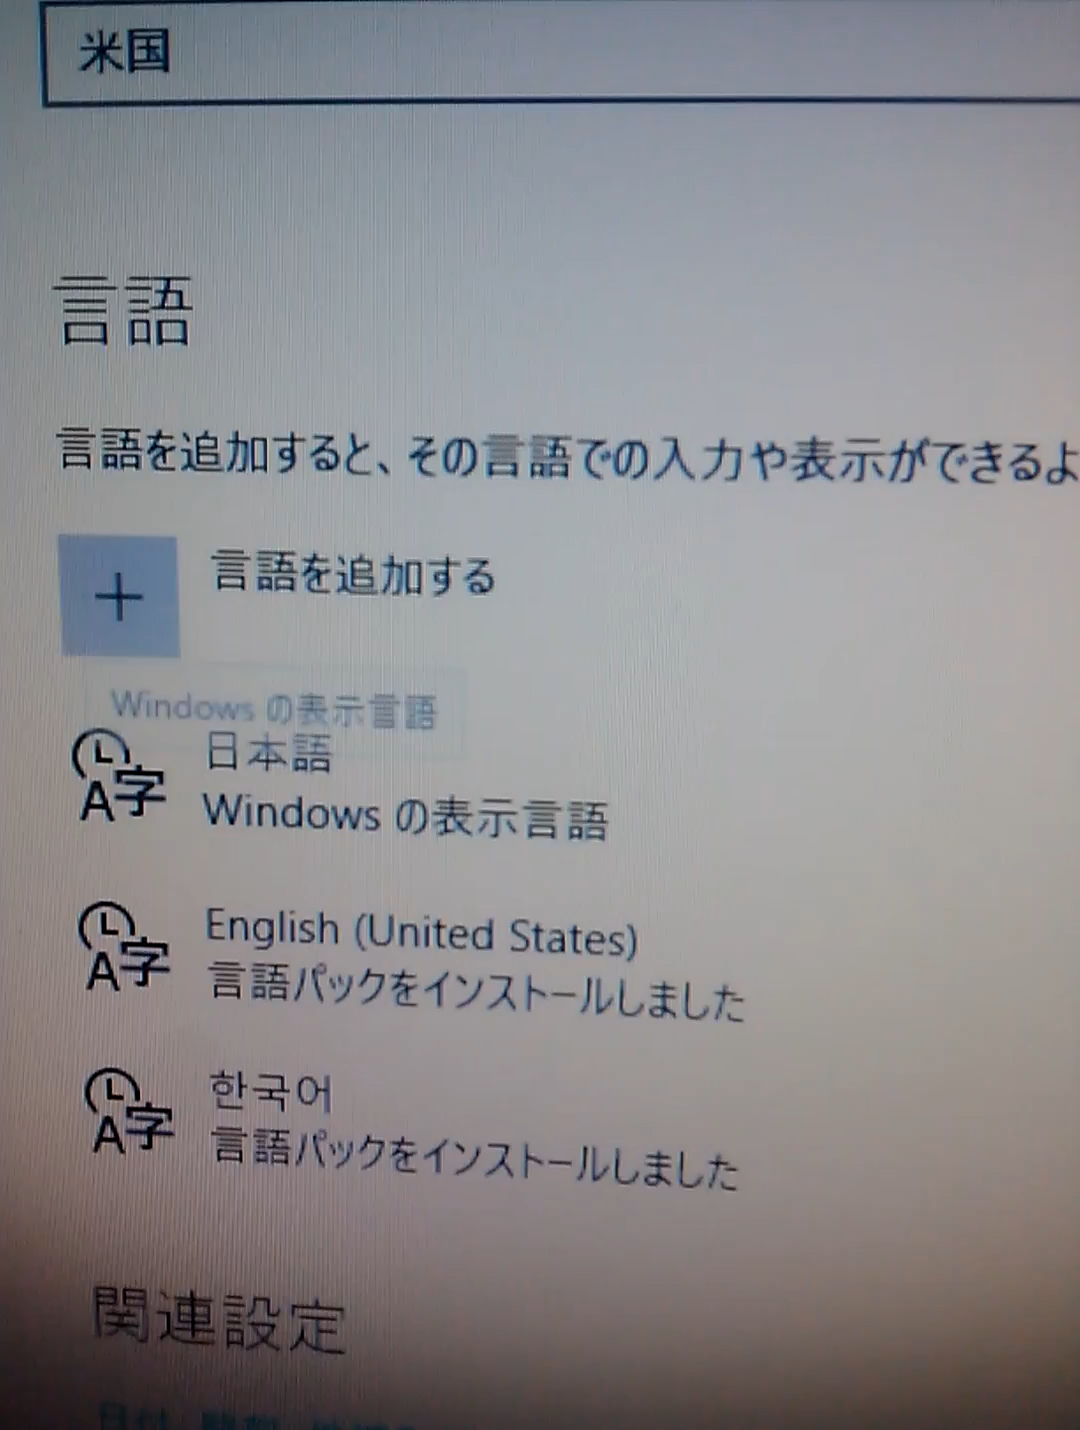 米国
言語
言語を追加すると、その言語での入力や表示ができるよ
言語を追加する
Windows の表示言語
日本語
Windows の表示言語
English (United States)
言語パックをインストールしました
한국어
言語パックをインストールしました
関連設定